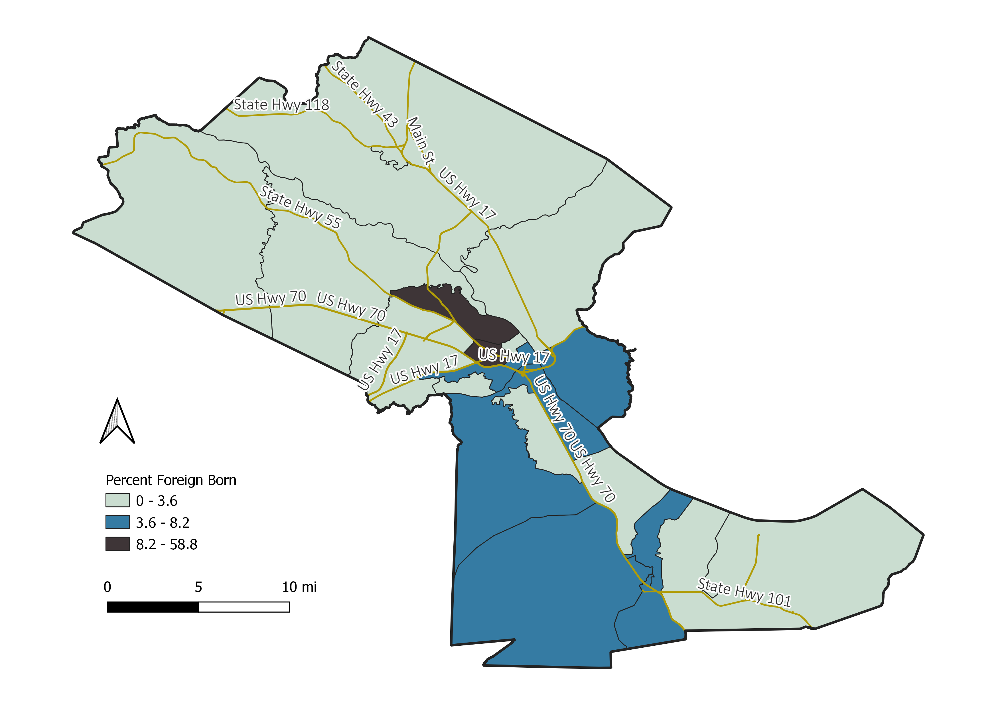 State Hwy 43
State Hwy 118
Main St
US Hwy 17
State Hwy 55
US Hwy 70
US Hwy 70
US Hwy 17
US Hwy 17
US Hwy 17
US Hwy 70
US Hwy 70
State Hwy 101
Percent Foreign Born
0 - 3.6
3.6 - 8.2
8.2 - 58.8
0 5 10 mi